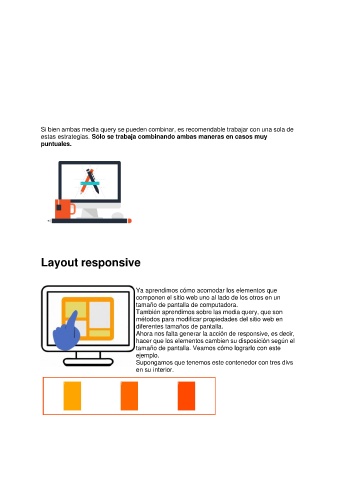 Si bien ambas media query se pueden combinar, es recomendable trabajar con una sola de
estas estrategias. Sólo se trabaja combinando ambas maneras en casos muy
puntuales.
Layout responsive
Ya aprendimos cómo acomodar los elementos que
componen el sitio web uno al lado de los otros en un
tamaño de pantalla de computadora.
También aprendimos sobre las media query, que son
métodos para modificar propiedades del sitio web en
diferentes tamaños de pantalla.
Ahora nos falta generar la acción de responsive, es decir,
hacer que los elementos cambien su disposición según el
tamaño de pantalla. Veamos cómo lograrlo con este
ejemplo.
Supongamos que tenemos este contenedor con tres divs
en su interior.